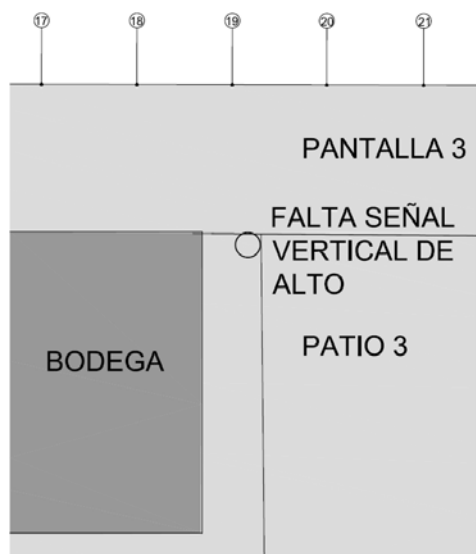 17 18 19 20 21
PANTALLA 3
FALTA SEÑAL
VERTICAL DE
ALTO
PATIO 3
BODEGA